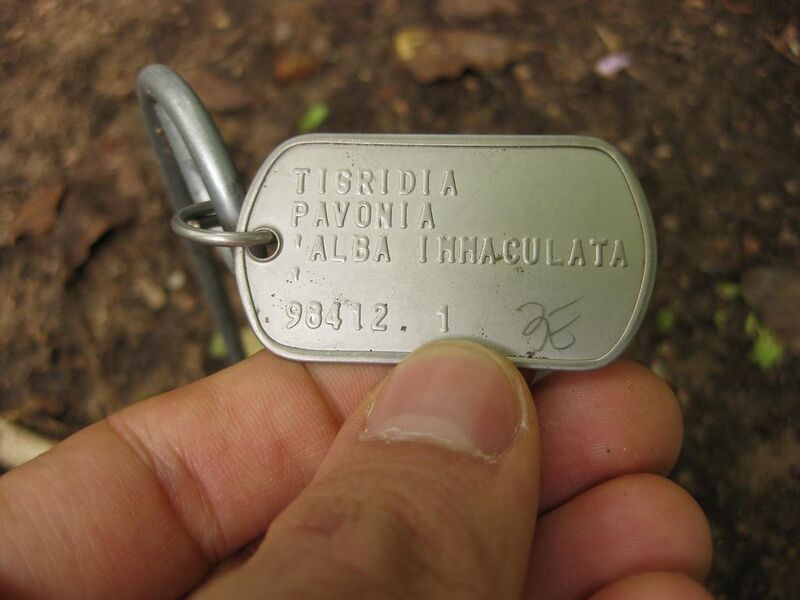 TIGRIDIA
PAVONIA
'ALBA IMMACULATA
'
98412.1